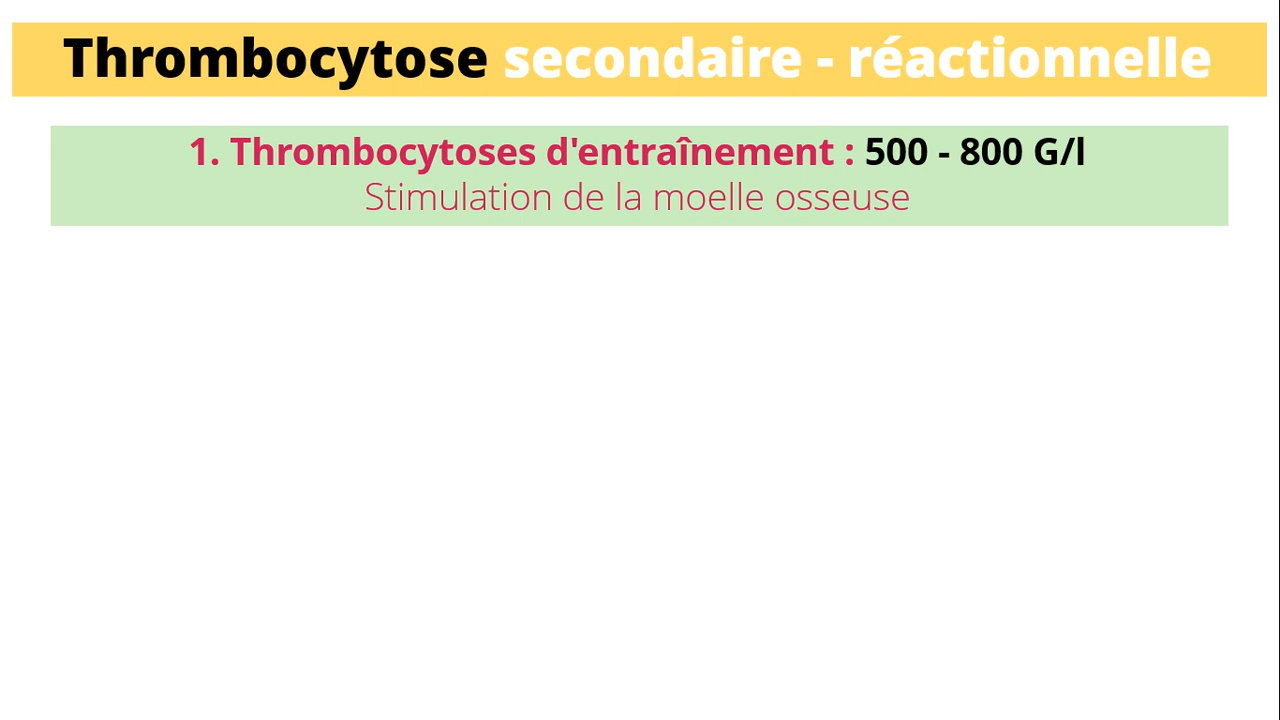 Thrombocytose secondaire - réactionnelle
1. Thrombocytoses d'entraînement : 500 - 800 G/l
Stimulation de la moelle osseuse